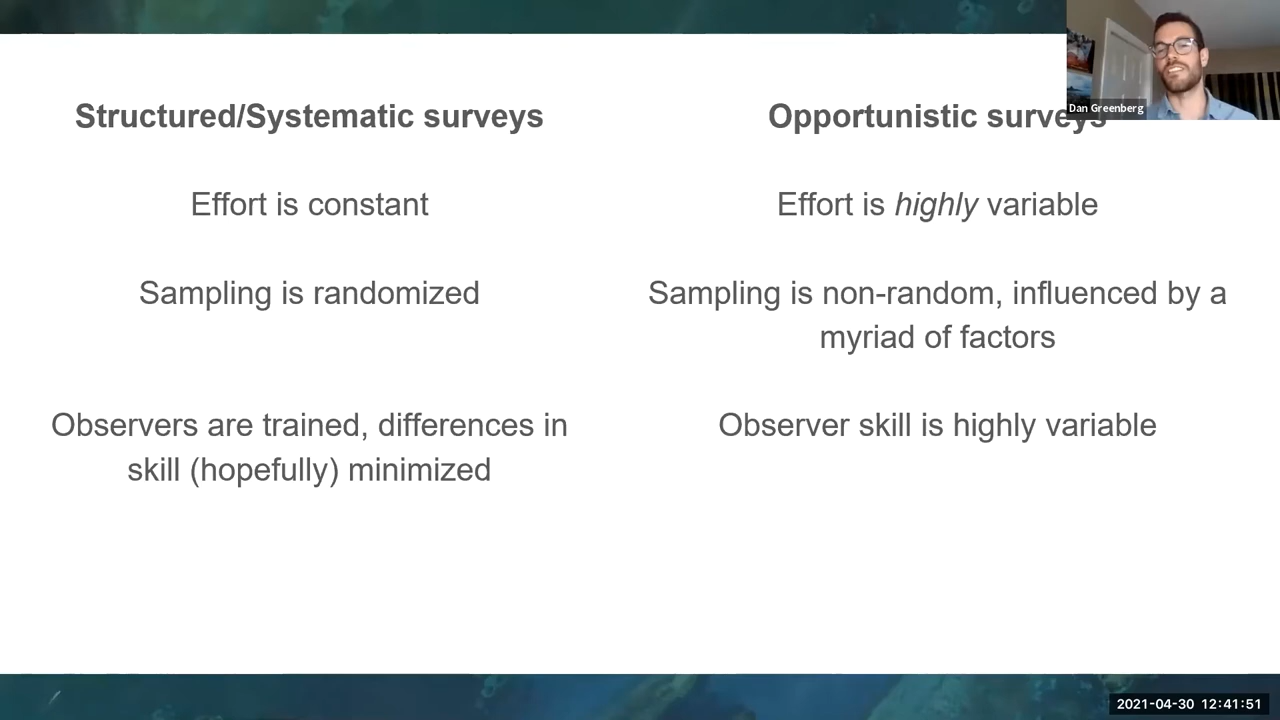 Structured/Systematic surveys
Opportunistic surveys
Dan Greenberg
Effort is constant
Effort is highly variable
Sampling is randomized
Sampling is non-random, influenced by a
myriad of factors
Observers are trained, differences in
skill (hopefully) minimized
Observer skill is highly variable
2021-04-30 12:41:51